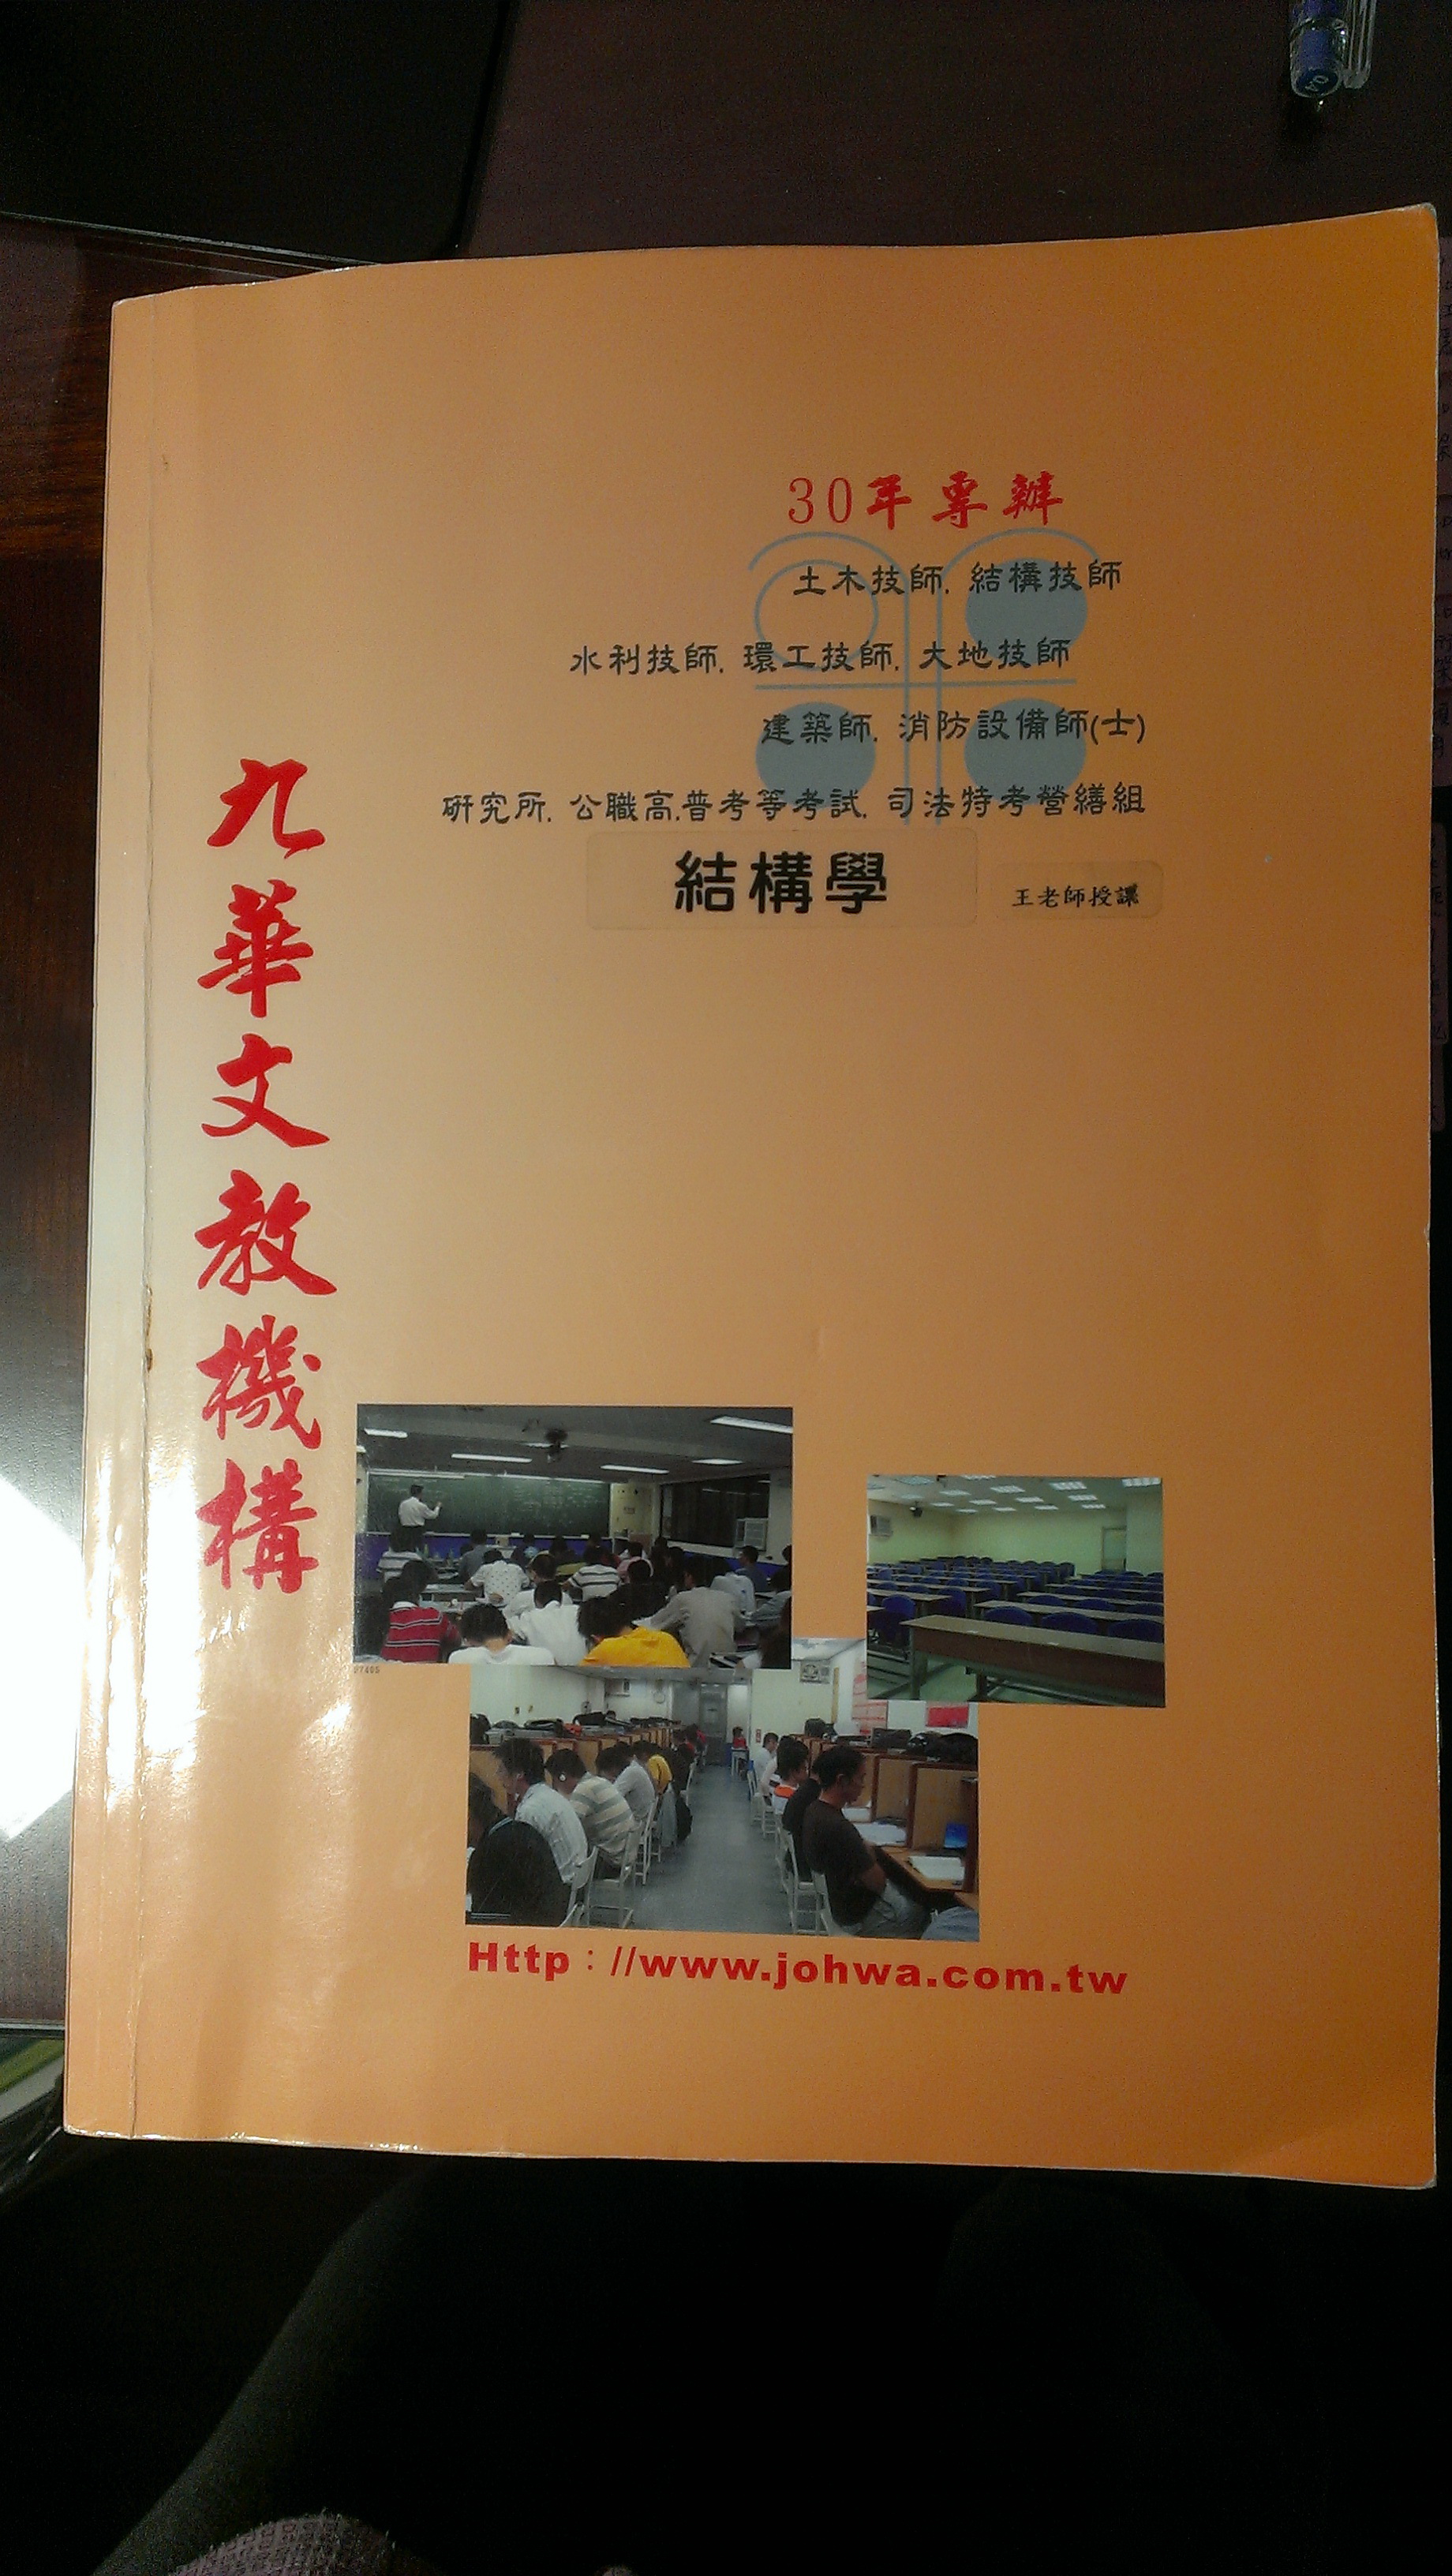 30年專辦
土木技師, 結構技師
水利技師, 環工技師, 大地技師
建築師, 消防設備師(士)
研究所, 公職高,普考等考試, 司法特考營繕組
結構學
王老師授課
九華文教機構
Http：//www.johwa.com.tw